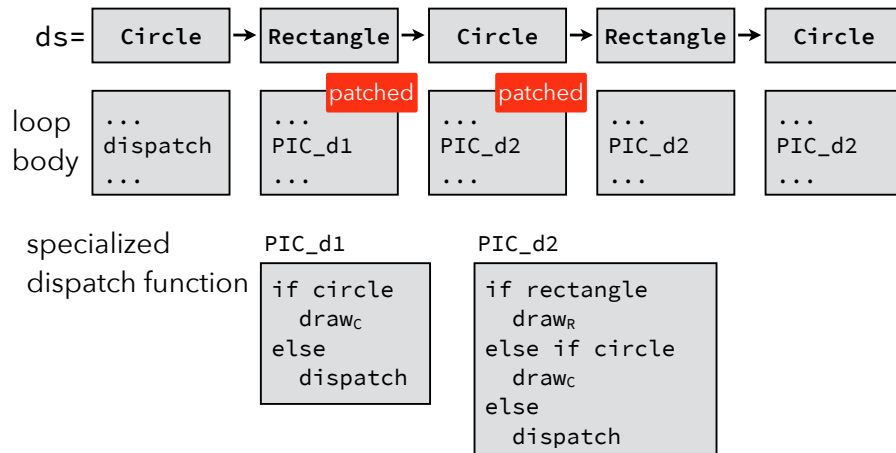 ds= Circle Rectangle Circle Rectangle Circle
patched patched
loop body
...
dispatch
...
...
PIC_d1
...
...
PIC_d2
...
...
PIC_d2
...
...
PIC_d2
...
specialized
dispatch function
PIC_d1
if circle
drawC
else
dispatch
PIC_d2
if rectangle
drawR
else if circle
drawC
else
dispatch